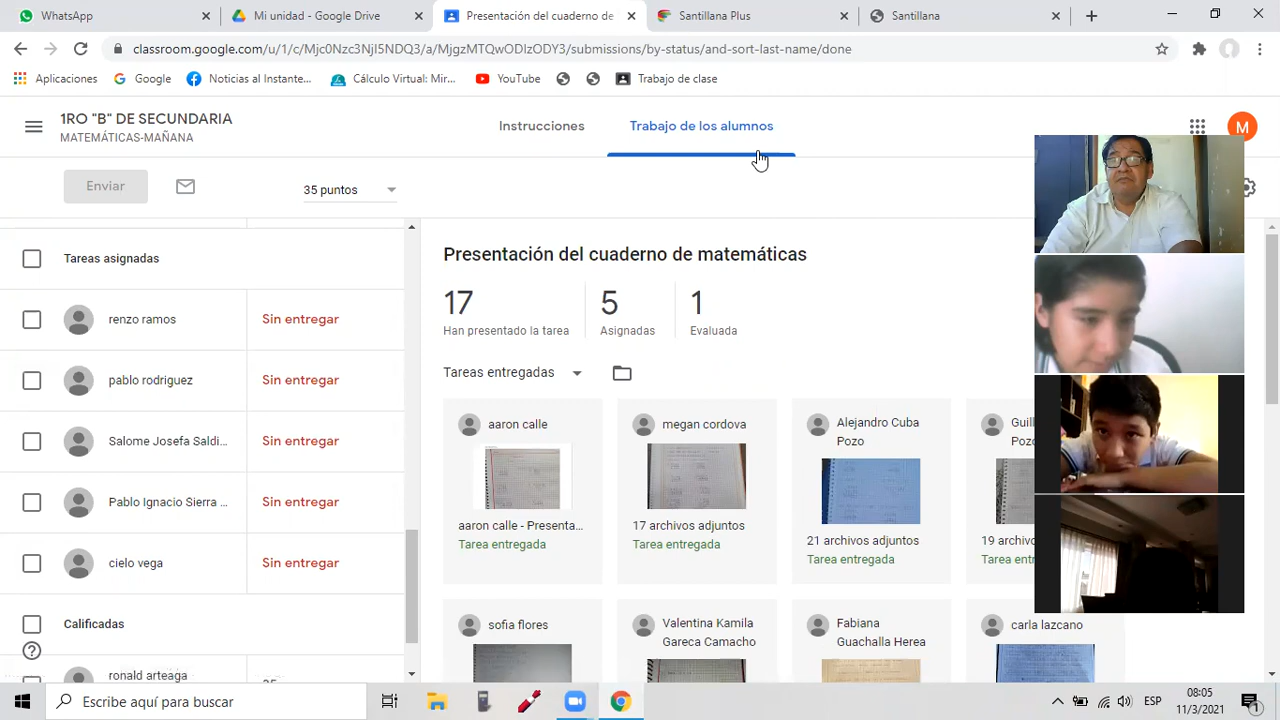 WhatsApp
Mi unidad - Google Drive
Presentación del cuaderno de
Santillana Plus
Santillana
classroom.google.com/u/1/c/Mjc0Nzc3NjI5NDQ3/a/MjgzMTQwODIzODY3/submissions/by-status/and-sort-last-name/done
Aplicaciones
Google
Noticias al Instante...
Cálculo Virtual: Mir...
YouTube
Trabajo de clase
1RO "B" DE SECUNDARIA
MATEMÁTICAS-MAÑANA
Instrucciones
Trabajo de los alumnos
M
Enviar
35 puntos
Tareas asignadas
renzo ramos Sin entregar
pablo rodriguez Sin entregar
Salome Josefa Saldi... Sin entregar
Pablo Ignacio Sierra ... Sin entregar
cielo vega Sin entregar
Calificadas
ronald arteaga
Presentación del cuaderno de matemáticas
17 5 1
Han presentado la tarea Asignadas Evaluada
Tareas entregadas
aaron calle
aaron calle - Presenta...
Tarea entregada
megan cordova
17 archivos adjuntos
Tarea entregada
Alejandro Cuba
Pozo
21 archivos adjuntos
Tarea entregada
Guill
Pozo
19 archivo
Tarea ent
sofia flores
Valentina Kamila
Gareca Camacho
Fabiana
Guachalla Herea
carla lazcano
Escribe aquí para buscar
ESP
08:05
11/3/2021
1